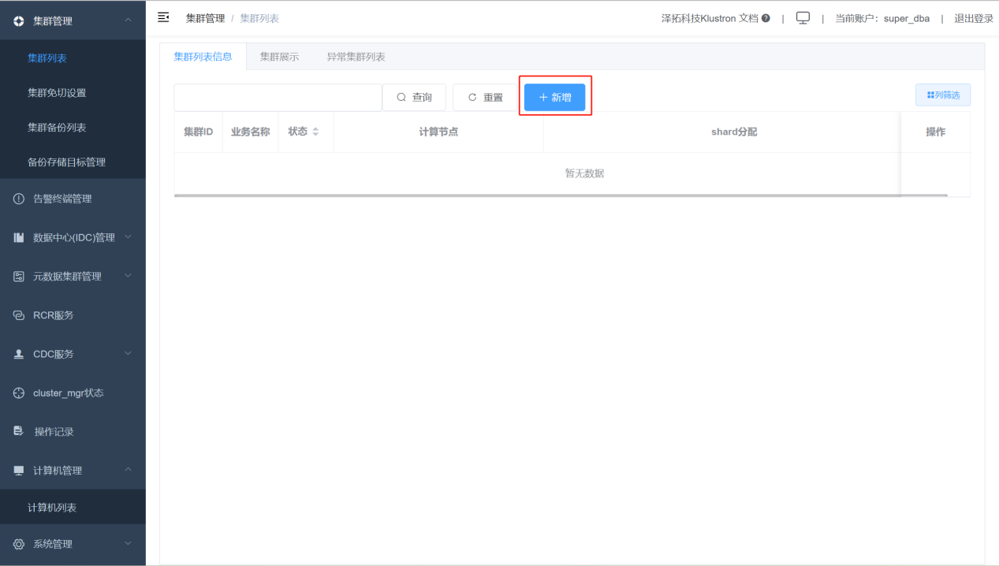 集群管理
集群列表
集群免切设置
集群备份列表
备份存储目标管理
告警终端管理
数据中心(IDC)管理
元数据集群管理
RCR服务
CDC服务
cluster_mgr状态
操作记录
计算机管理
计算机列表
系统管理
集群管理 / 集群列表
泽拓科技Klustron 文档 ? | | 当前账户：super_dba | 退出登录
集群列表信息 集群展示 异常集群列表
查询 重置 + 新增 列筛选
集群ID 业务名称 状态 计算节点 shard分配 操作
暂无数据